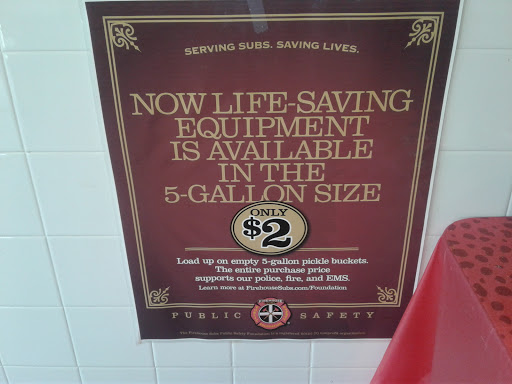 SERVING SUBS. SAVING LIVES.
NOW LIFE-SAVING
EQUIPMENT
IS AVAILABLE
IN THE
5-GALLON SIZE
ONLY
$2
Load up on empty 5-gallon pickle buckets.
The entire purchase price
supports our police, fire, and EMS.
Learn more at FirehouseSubs.com/Foundation
PUBLIC SAFETY